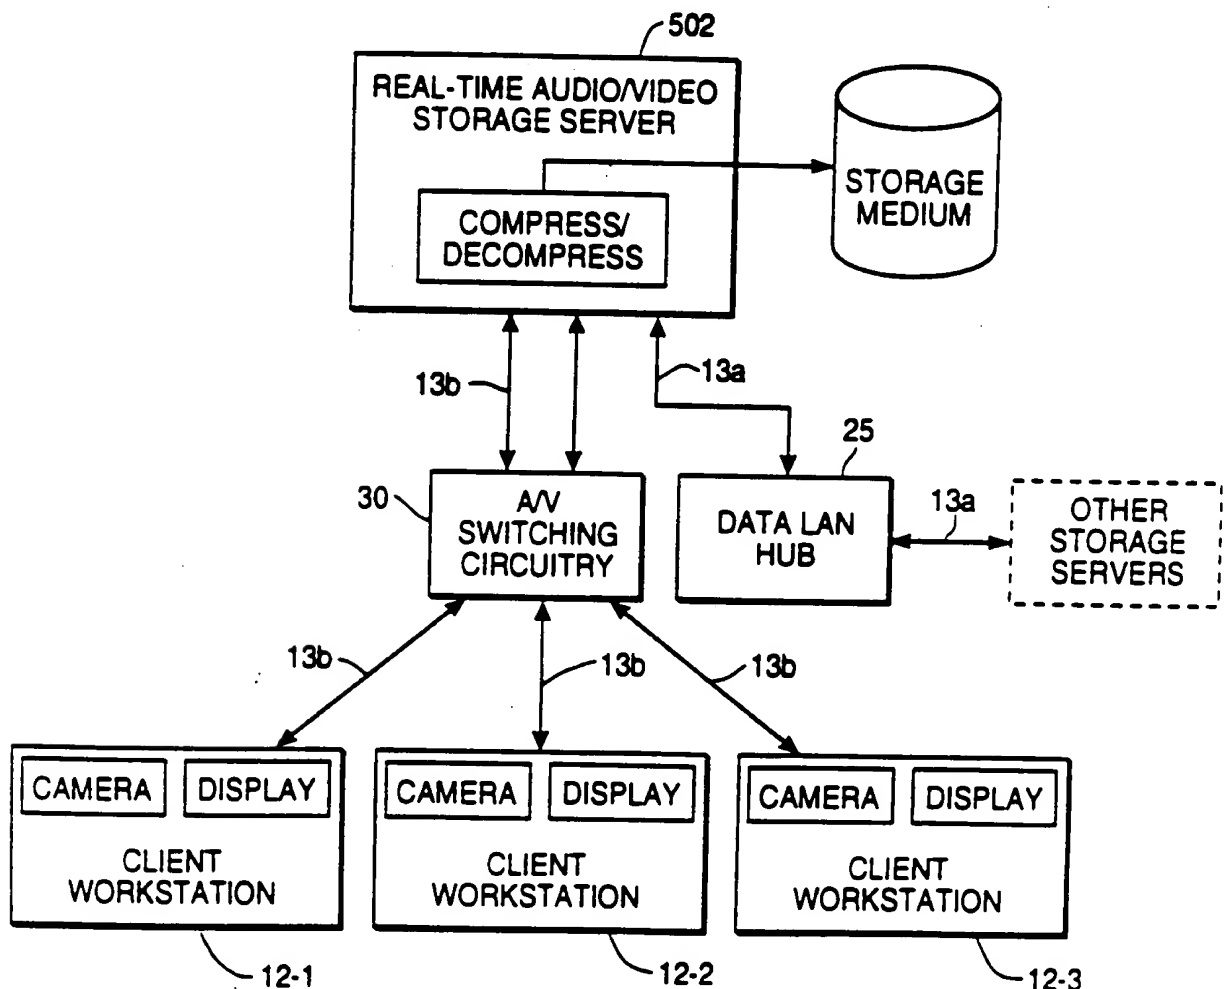 502
REAL-TIME AUDIO/VIDEO
STORAGE SERVER
COMPRESS/
DECOMPRESS
STORAGE
MEDIUM
13b
13a
30
A/V
SWITCHING
CIRCUITRY
25
DATA LAN
HUB
13a
OTHER
STORAGE
SERVERS
13b
13b
13b
CAMERA
DISPLAY
CLIENT
WORKSTATION
12-1
CAMERA
DISPLAY
CLIENT
WORKSTATION
12-2
CAMERA
DISPLAY
CLIENT
WORKSTATION
12-3